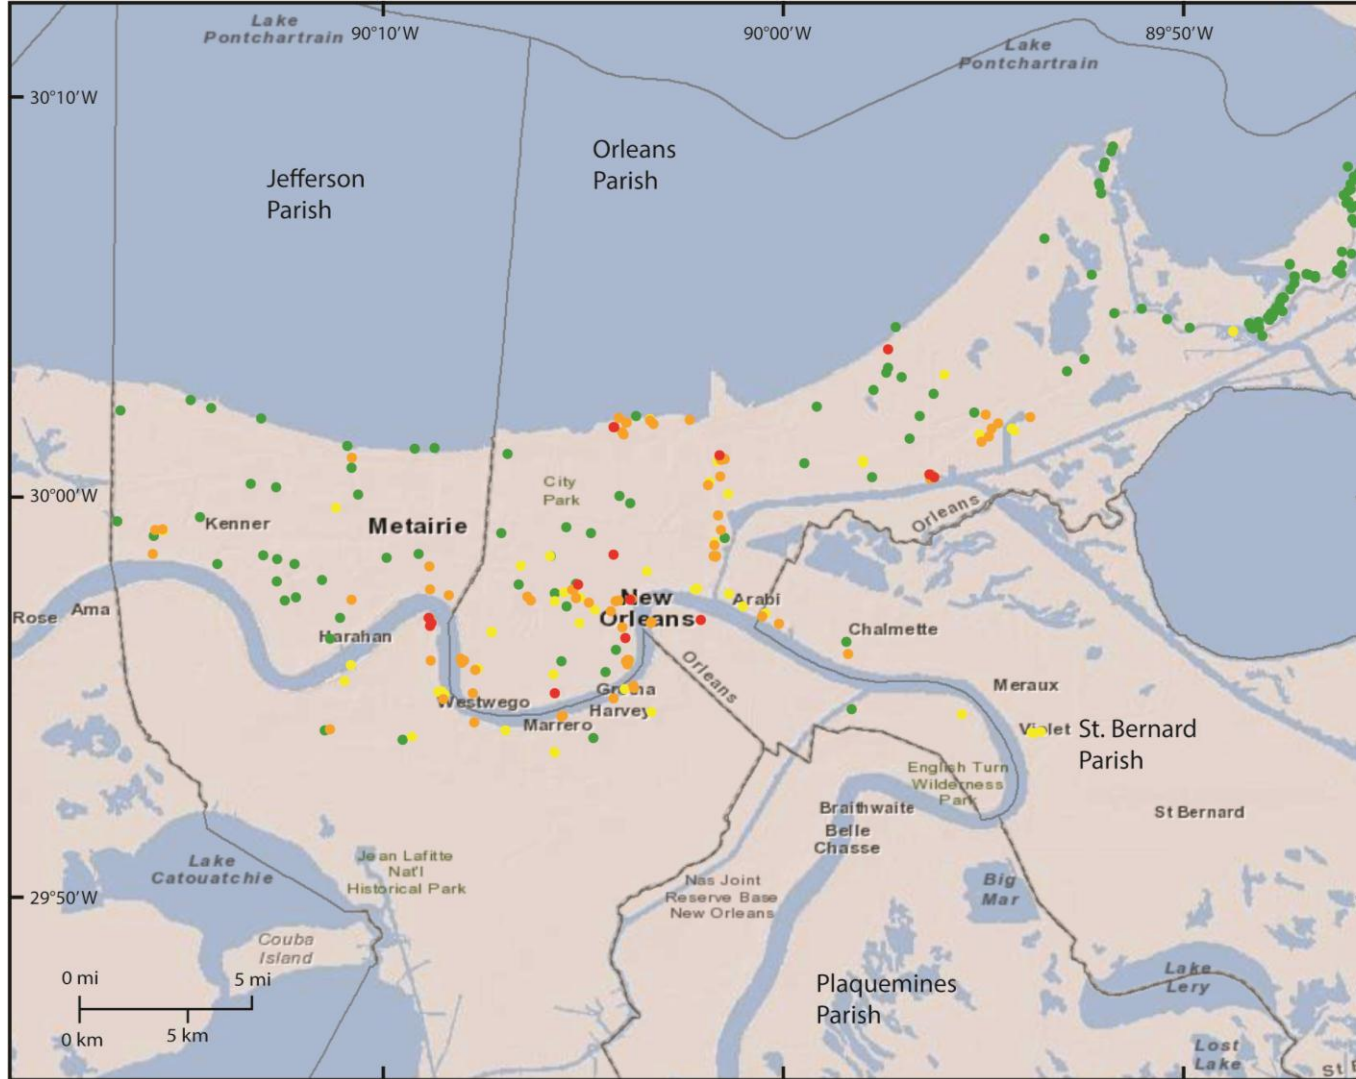 Lake
Pontchartrain
90°10′W
90°00′W
Lake
Pontchartrain
89°50′W
30°10′W
Orleans
Parish
Jefferson
Parish
City
Park
30°00′W
Kenner
Metairie
Orleans
New
Orleans
Rose
Ama
Arabi
Harahan
Chalmette
Orleans
Meraux
Gretna
Westwego
Harvey
Marrero
Violet
St. Bernard
Parish
English Turn
Wilderness
Park
Braithwaite
St Bernard
Belle
Chasse
Jean Lafitte
Nat'l
Historical Park
Lake
Catouatchie
Nas Joint
Reserve Base
New Orleans
Big
Mar
29°50′W
Couba
Island
0 mi
5 mi
Plaquemines
Parish
Lake
Lery
0 km
5 km
Lost
Lake
St